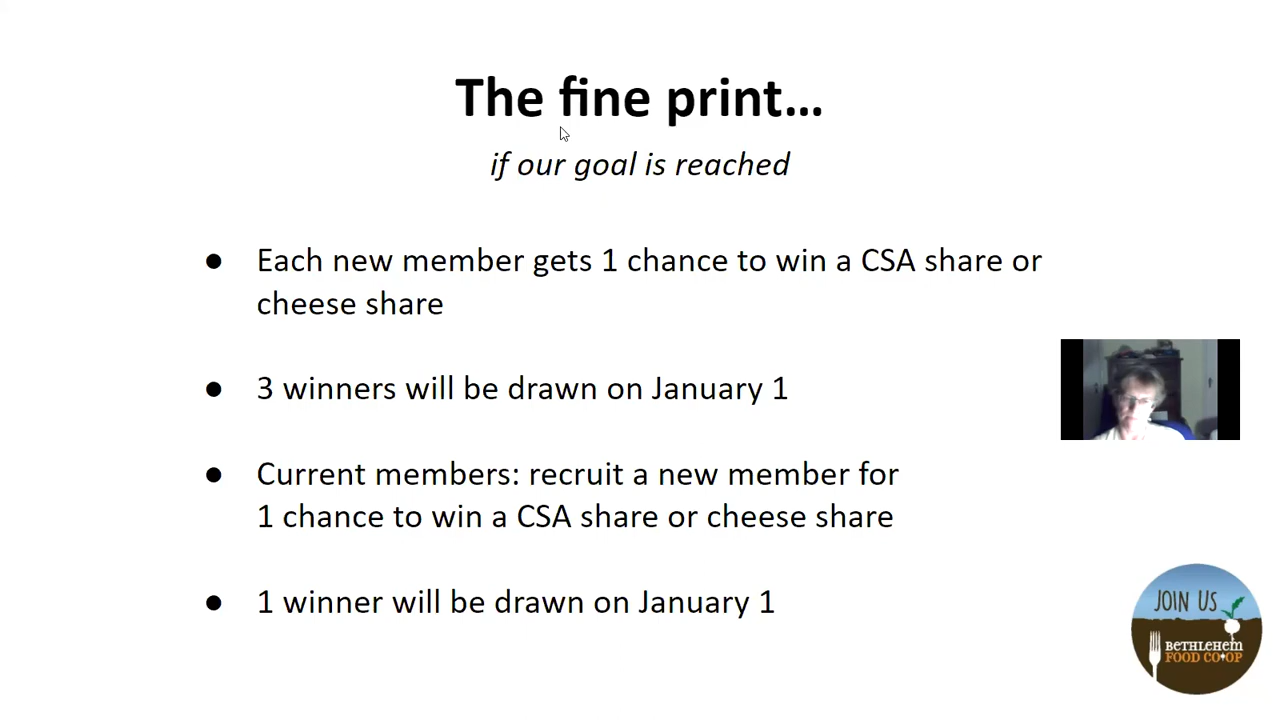 The fine print...
if our goal is reached
● Each new member gets 1 chance to win a CSA share or
cheese share
● 3 winners will be drawn on January 1
● Current members: recruit a new member for
1 chance to win a CSA share or cheese share
● 1 winner will be drawn on January 1
JOIN US
BETHLEHEM
FOOD CO•OP